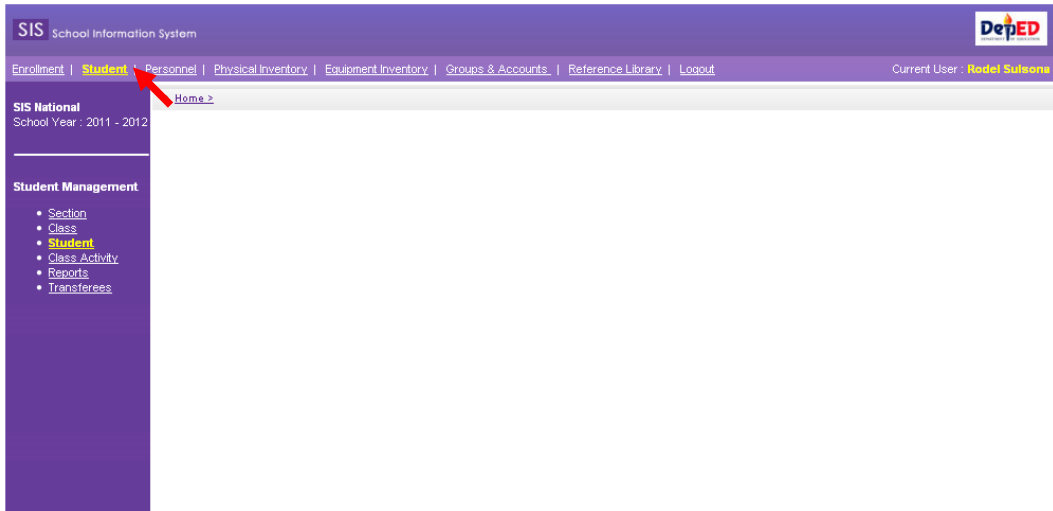 SIS School Information System
DepED
Enrollment | Student | Personnel | Physical Inventory | Equipment Inventory | Groups & Accounts | Reference Library | Logout
Current User : Rodel Sulsona
Home >
SIS National
School Year : 2011 - 2012
Student Management
• Section
• Class
• Student
• Class Activity
• Reports
• Transferees